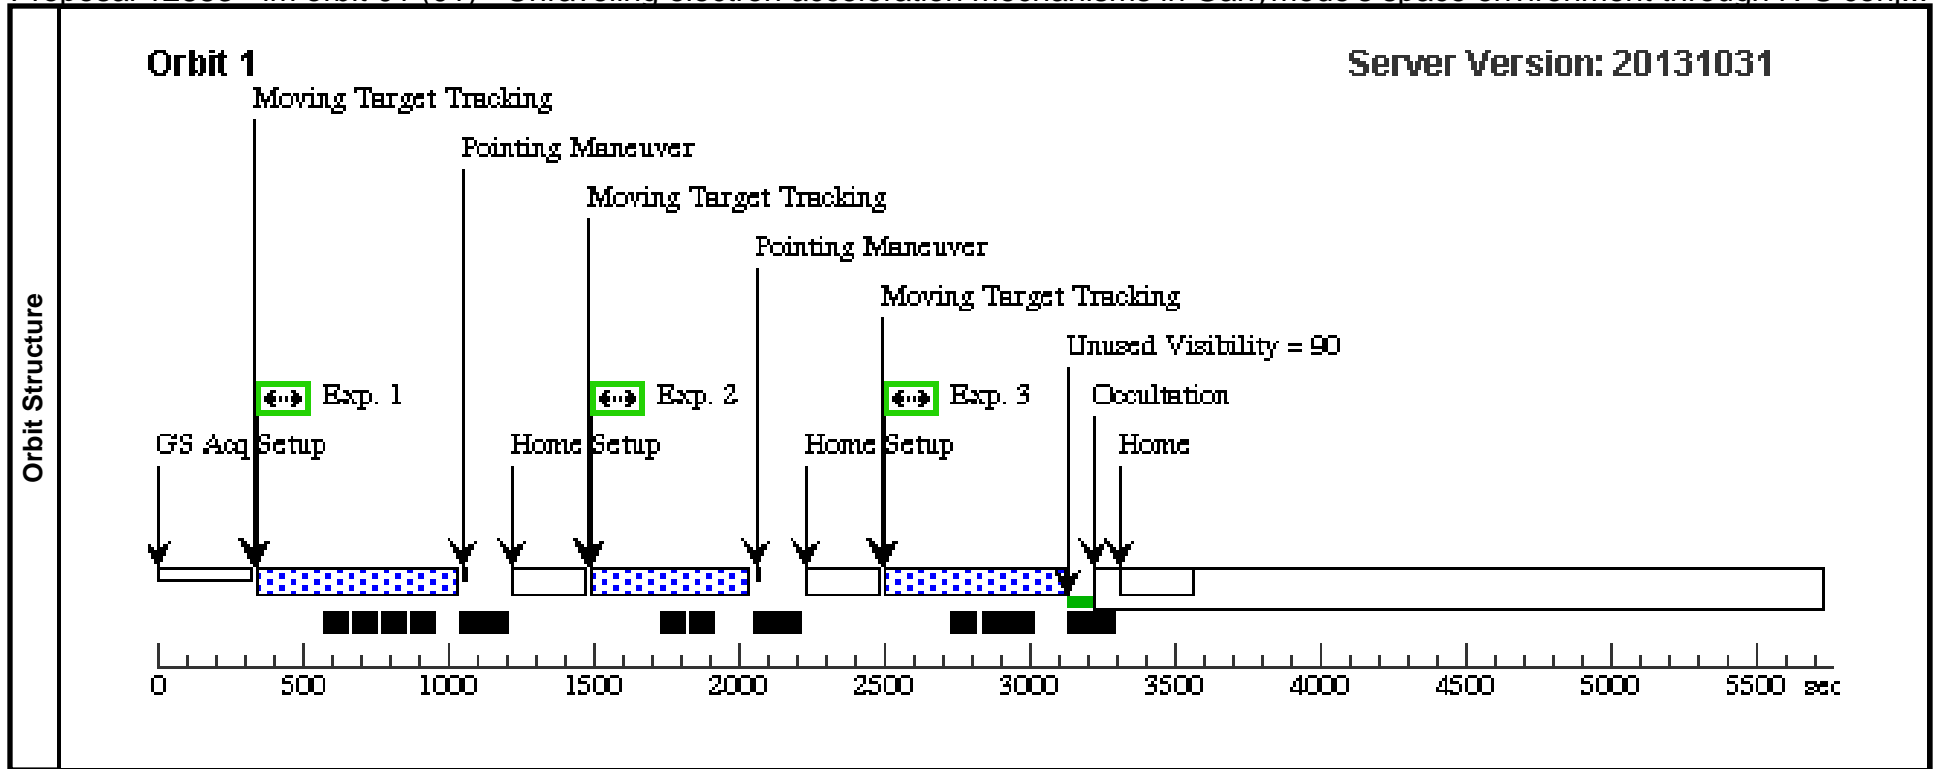 Orbit Structure
Orbit 1
Server Version: 20131031
Moving Target Tracking
Pointing Maneuver
Moving Target Tracking
Pointing Maneuver
Moving Target Tracking
Unused Visibility = 90
Exp. 1
Exp. 2
Exp. 3
Occultation
GS Acq
Setup
Home
Setup
Home
Setup
Home
0 500 1000 1500 2000 2500 3000 3500 4000 4500 5000 5500 sec